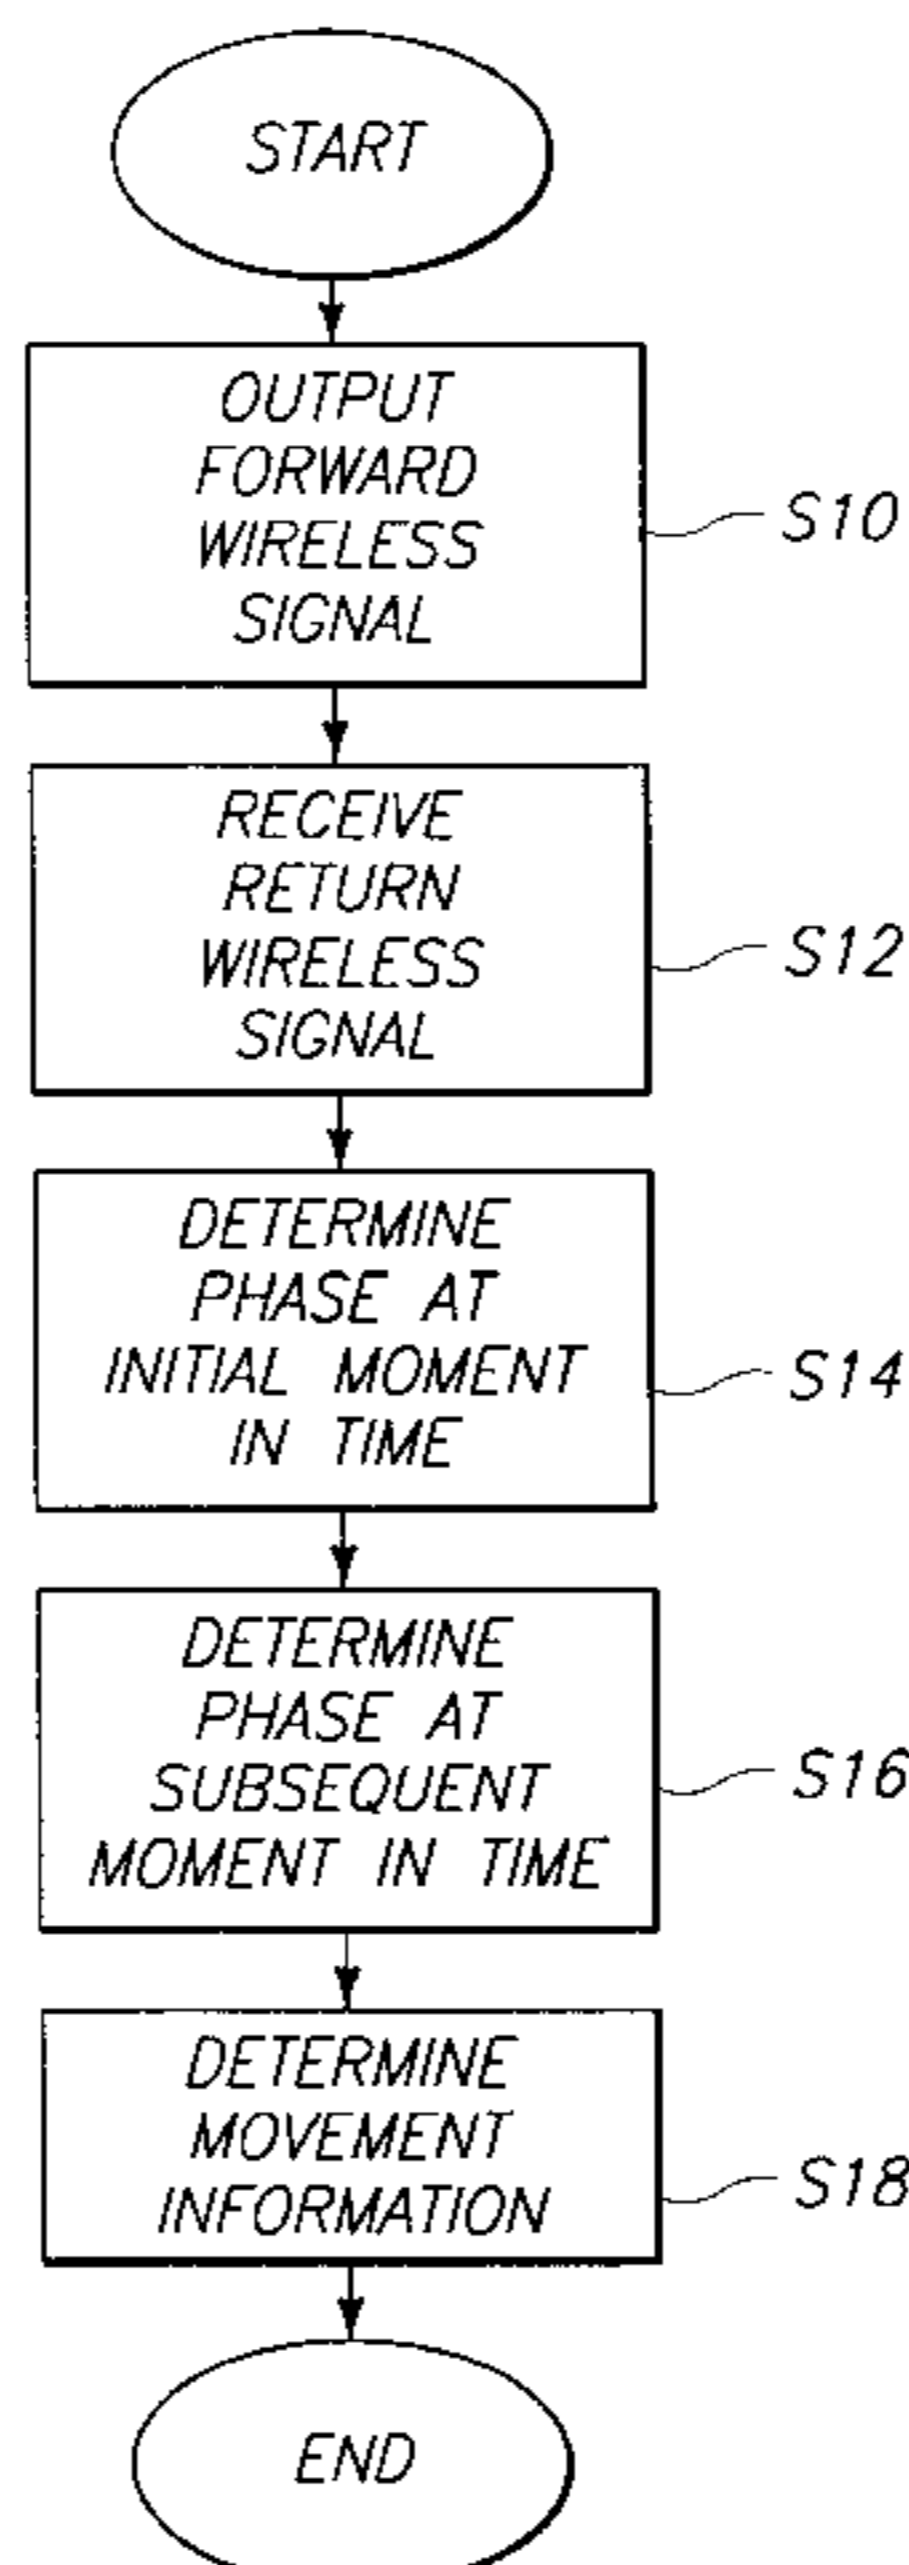 START
OUTPUT
FORWARD
WIRELESS
SIGNAL
S10
RECEIVE
RETURN
WIRELESS
SIGNAL
S12
DETERMINE
PHASE AT
INITIAL MOMENT
IN TIME
S14
DETERMINE
PHASE AT
SUBSEQUENT
MOMENT IN TIME
S16
DETERMINE
MOVEMENT
INFORMATION
S18
END